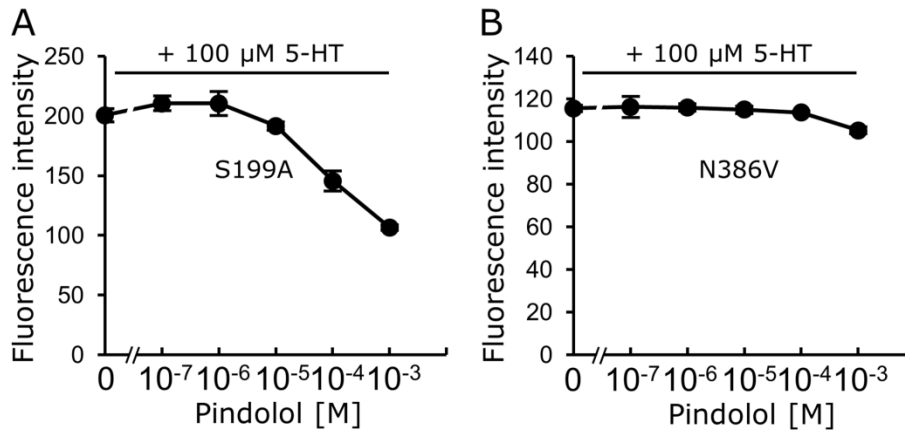 A
+ 100 µM 5-HT
Fluorescence intensity
250
200
150
100
50
0
S199A
0 10-7 10-6 10-5 10-4 10-3
Pindolol [M]
B
+ 100 µM 5-HT
Fluorescence intensity
140
120
100
80
60
40
20
0
N386V
0 10-7 10-6 10-5 10-4 10-3
Pindolol [M]